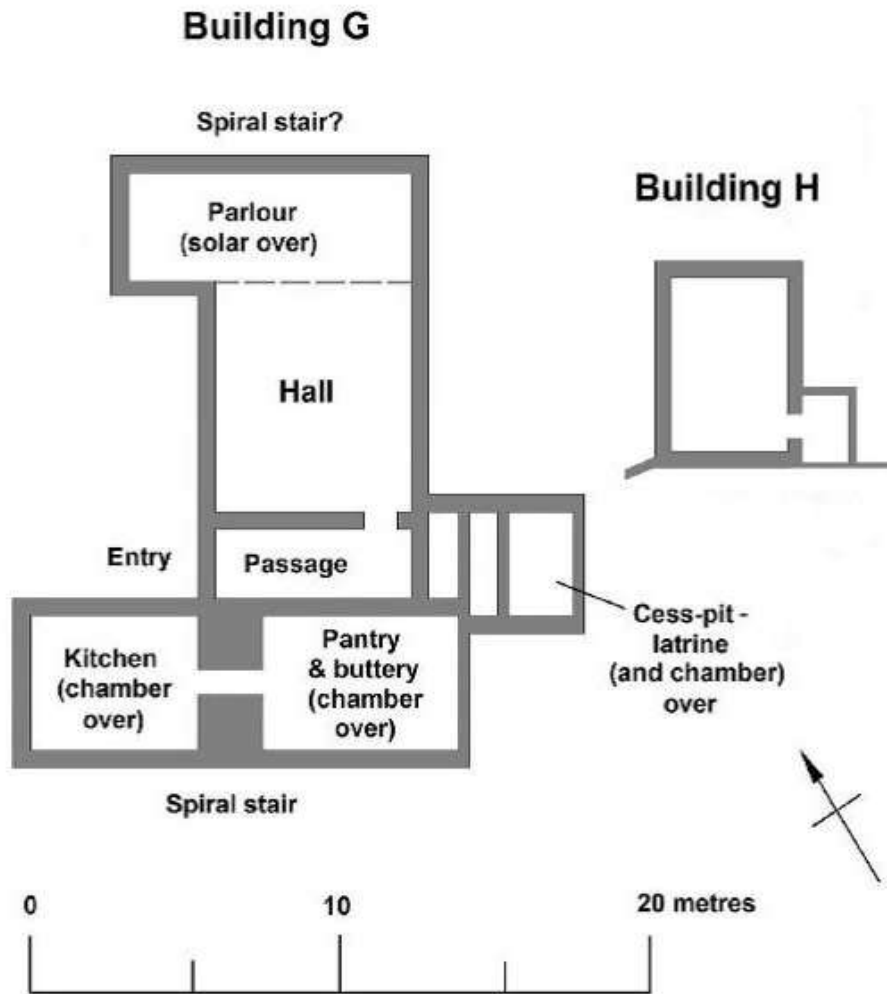 Building G
Spiral stair?
Parlour
(solar over)
Building H
Hall
Entry
Passage
Cess-pit -
latrine
(and chamber)
over
Kitchen
(chamber
over)
Pantry
& buttery
(chamber
over)
Spiral stair
0
10
20 metres